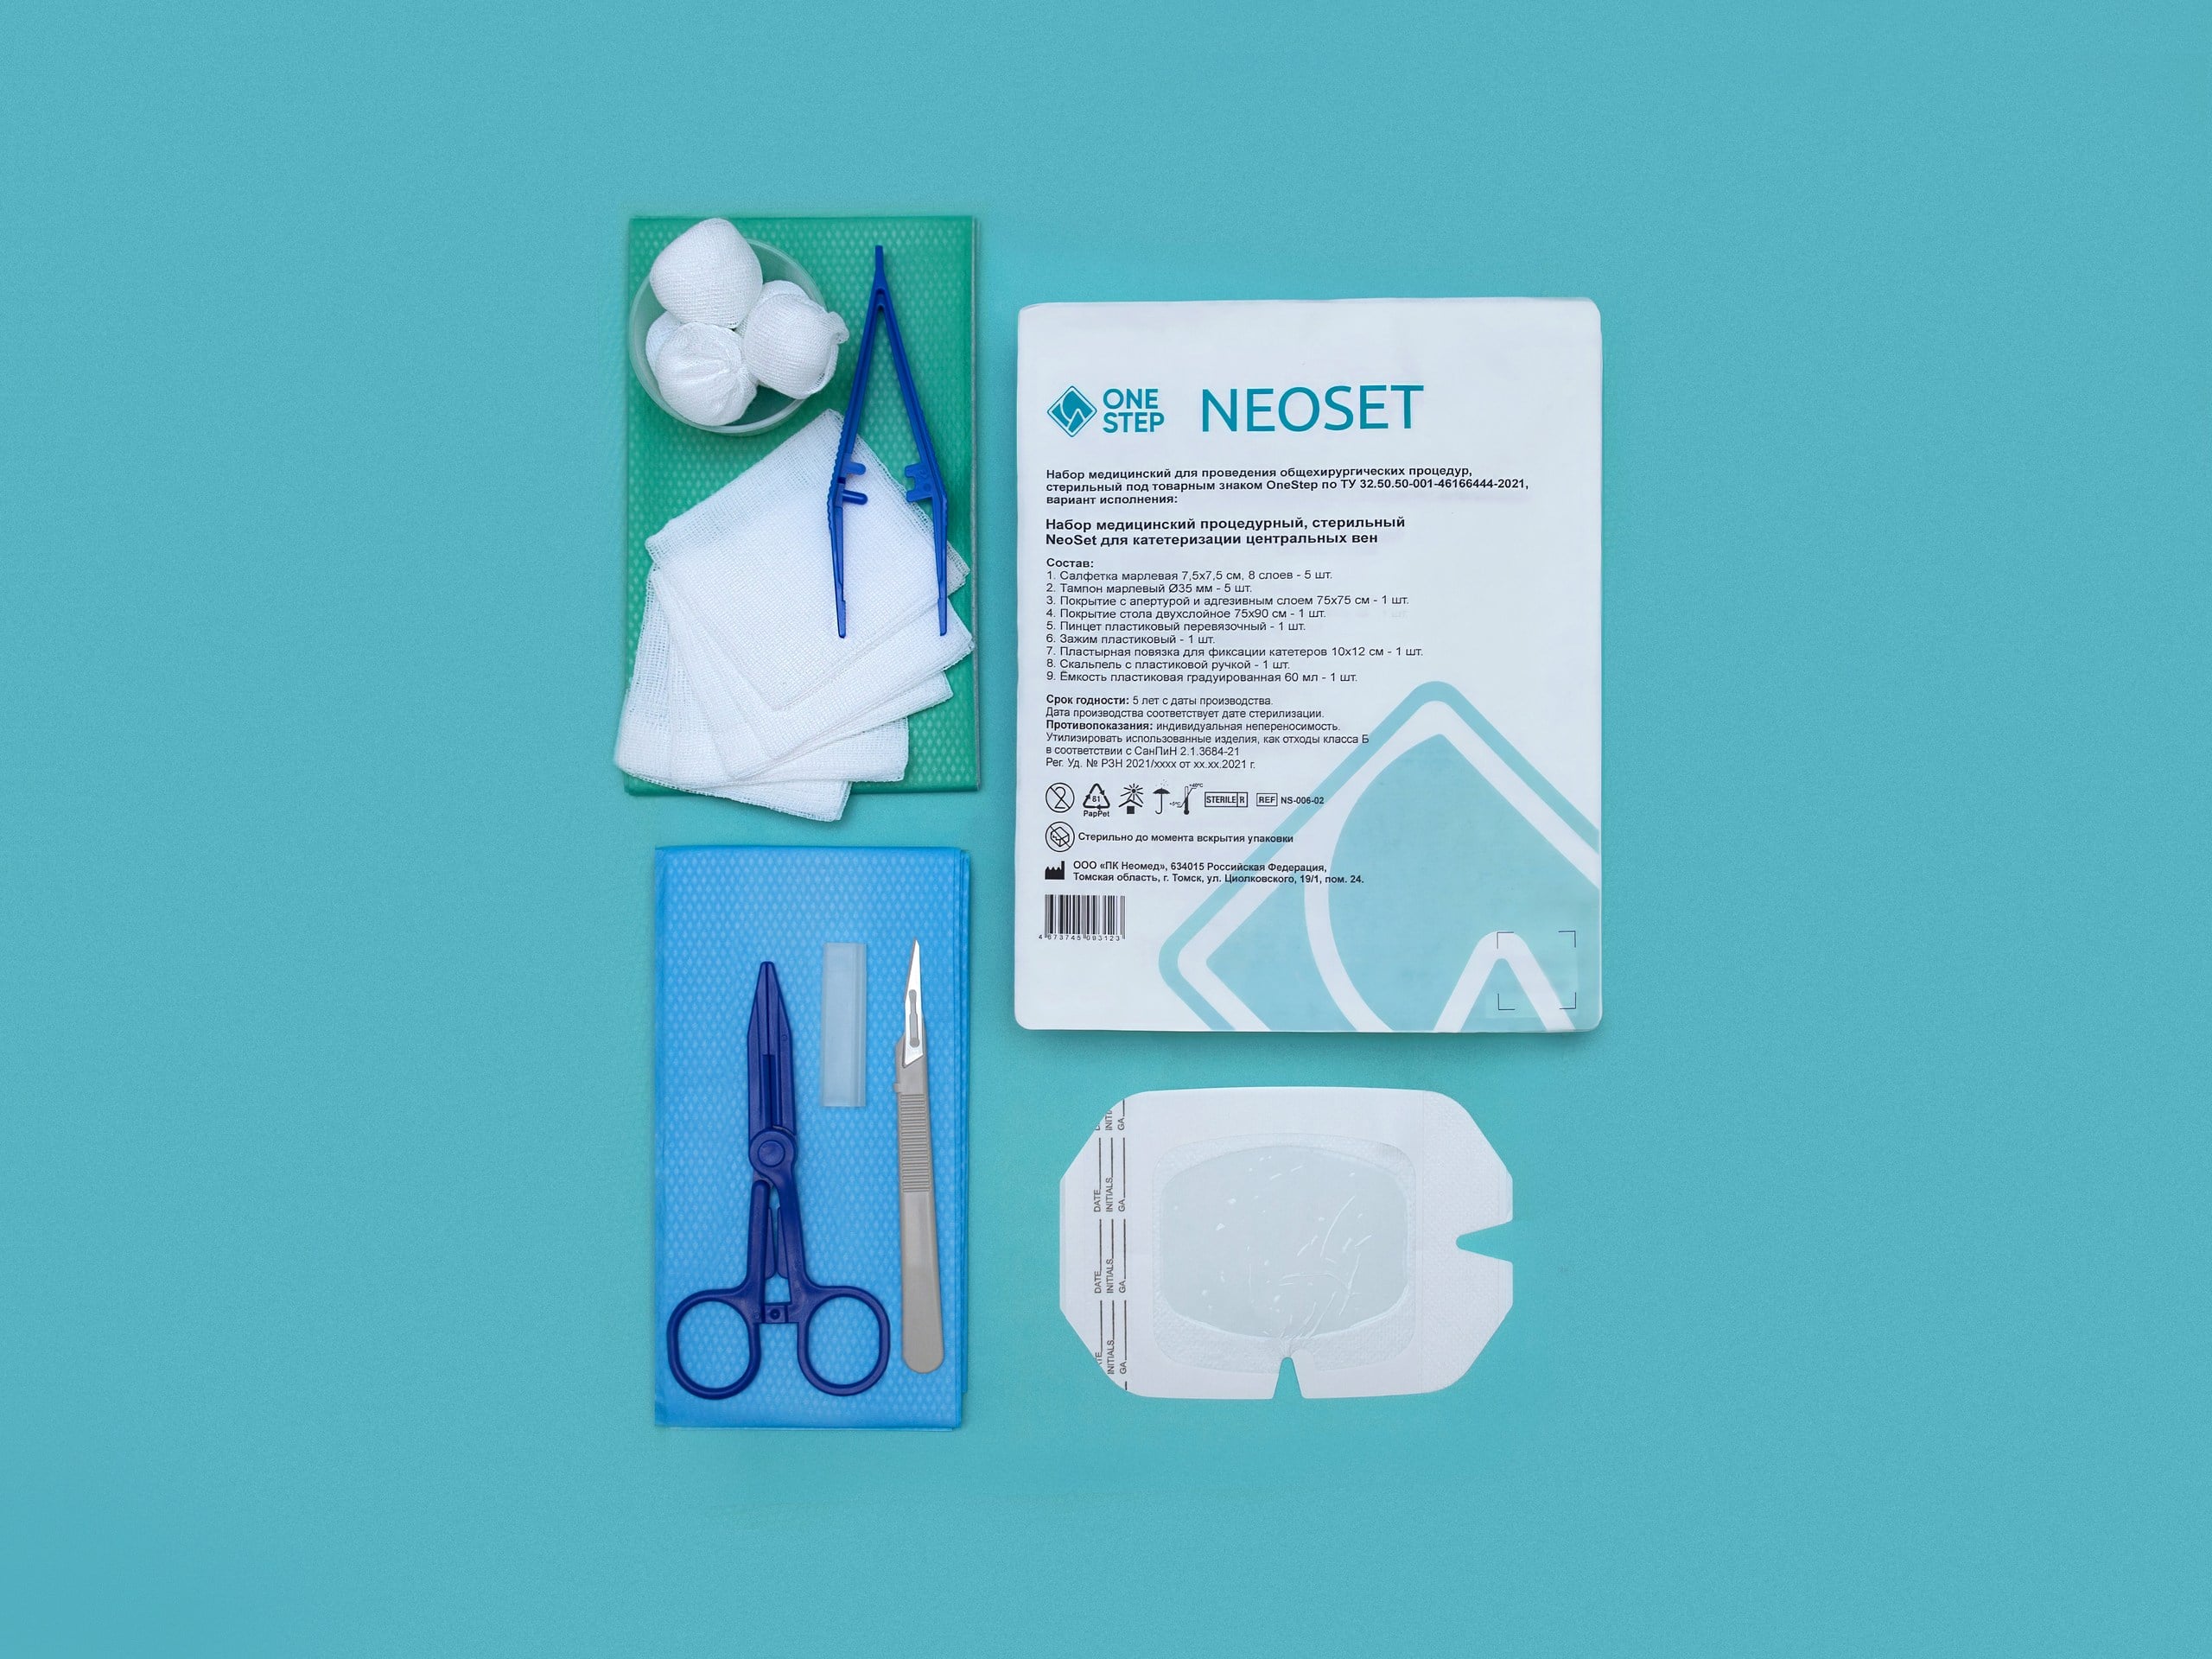 ONE
STEP
NEOSET
Набор медицинский для проведения общехирургических процедур,
стерильный под товарным знаком OneStep по ТУ 32.50.50-001-46166444-2021,
вариант исполнения:
Набор медицинский процедурный, стерильный
NeoSet для катетеризации центральных вен
Состав:
1. Салфетка марлевая 7,5х7,5 см, 8 слоев - 5 шт.
2. Тампон марлевый Ø35 мм - 5 шт.
3. Покрытие с апертурой и адгезивным слоем 75х75 см - 1 шт.
4. Покрытие стола двухслойное 75х90 см - 1 шт.
5. Пинцет пластиковый перевязочный - 1 шт.
6. Зажим пластиковый - 1 шт.
7. Пластырная повязка для фиксации катетеров 10х12 см - 1 шт.
8. Скальпель с пластиковой ручкой - 1 шт.
9. Емкость пластиковая градуированная 60 мл - 1 шт.
Срок годности: 5 лет с даты производства.
Дата производства соответствует дате стерилизации.
Противопоказания: индивидуальная непереносимость.
Утилизировать использованные изделия, как отходы класса Б
в соответствии с СанПиН 2.1.3684-21
Рег. Уд. № РЗН 2021/хххх от хх.хх.2021 г.
2
81
PapPet
STERILE R
REF NS-006-02
Стерильно до момента вскрытия упаковки
ООО «ПК Неомед», 634015 Российская Федерация,
Томская область, г. Томск, ул. Циолковского, 19/1, пом. 24.
4 673745 093123
DATE INITIALS GA
DATE INITIALS GA